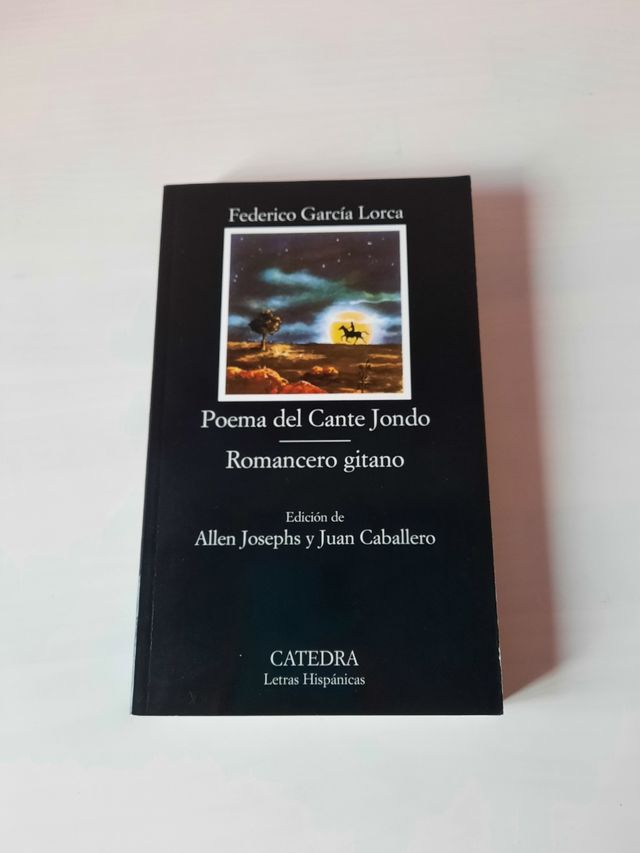 Federico García Lorca
Poema del Cante Jondo
Romancero gitano
Edición de
Allen Josephs y Juan Caballero
CATEDRA
Letras Hispánicas